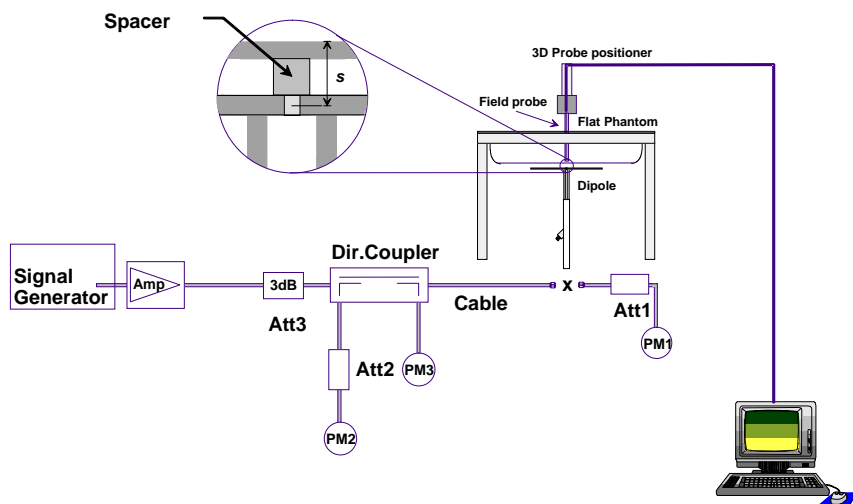 Spacer
s
3D Probe positioner
Field probe
Flat Phantom
Dipole
Signal
Generator
Amp
3dB
Att3
Dir.Coupler
Cable
x
Att1
PM1
Att2
PM3
PM2